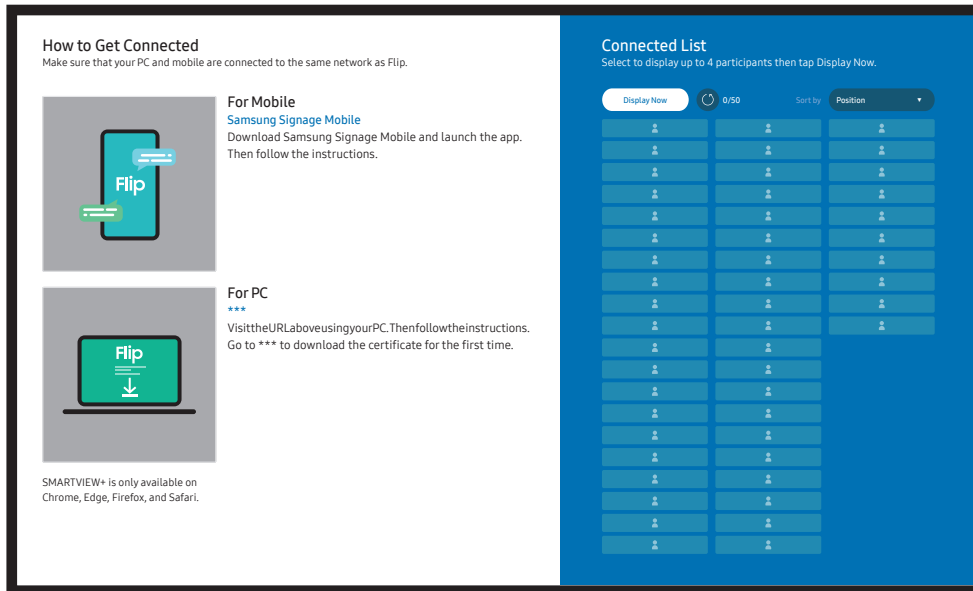 How to Get Connected
Make sure that your PC and mobile are connected to the same network as Flip.
Flip
For Mobile
Samsung Signage Mobile
Download Samsung Signage Mobile and launch the app.
Then follow the instructions.
Flip
For PC
***
VisittheURLaboveusingyourPC.Thenfollowtheinstructions.
Go to *** to download the certificate for the first time.
SMARTVIEW+ is only available on
Chrome, Edge, Firefox, and Safari.
Connected List
Select to display up to 4 participants then tap Display Now.
Display Now 0/50 Sort by Position